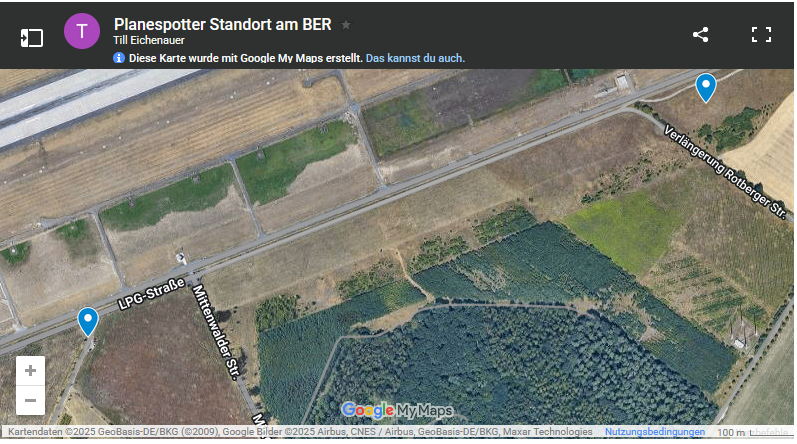 T
Planespotter Standort am BER
Till Eichenauer
Diese Karte wurde mit Google My Maps erstellt. Das kannst du auch.
Verlängerung Rotberger Str.
LPG-Straße
Mittenwalder Str.
Google My Maps
Kartendaten ©2025 GeoBasis-DE/BKG (©2009), Google Bilder ©2025 Airbus, CNES / Airbus, GeoBasis-DE/BKG, Maxar Technologies Nutzungsbedingungen 100 m